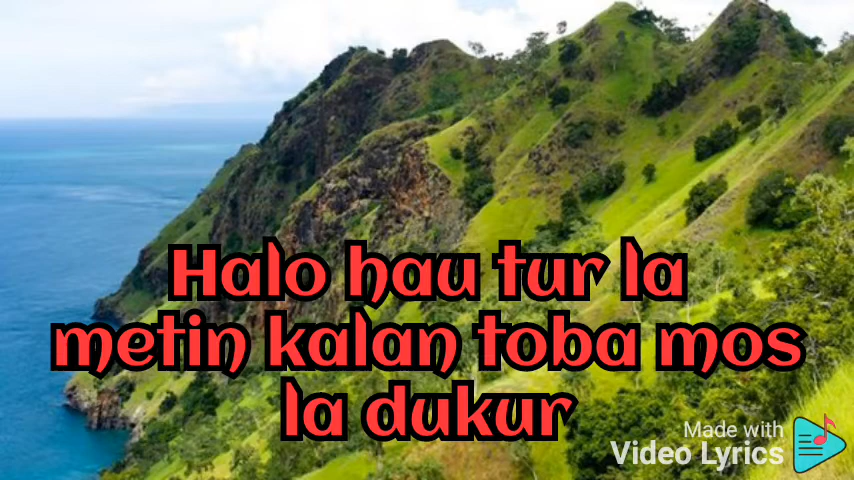 Halo hau tur la
metin kalan toba mos
la dukur
Made with
Video Lyrics